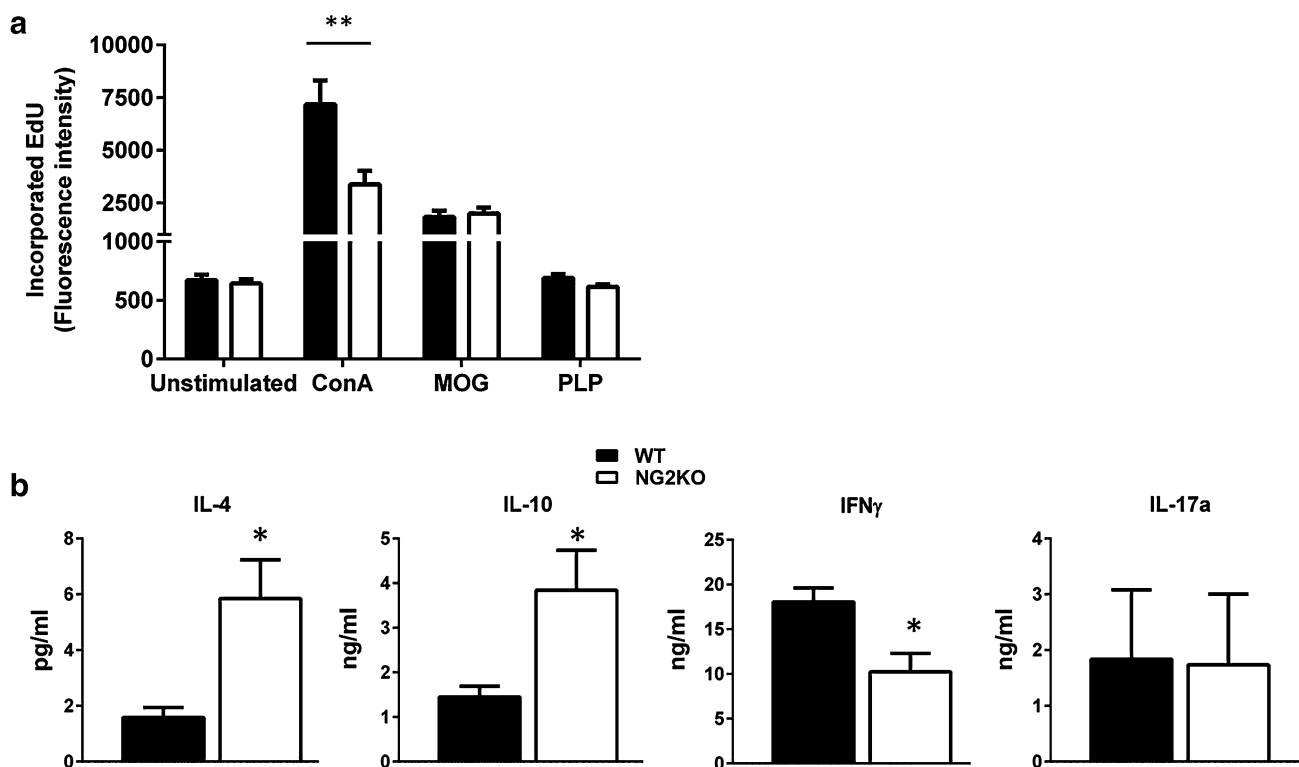 a
**
10000
7500
5000
2500
1000
500
0
Incorporated EdU
(Fluorescence intensity)
Unstimulated ConA MOG PLP
WT
NG2KO
b
IL-4
8
6
4
2
0
pg/ml
*
IL-10
5
4
3
2
1
0
ng/ml
*
IFNγ
25
20
15
10
5
0
ng/ml
*
IL-17a
4
3
2
1
0
ng/ml